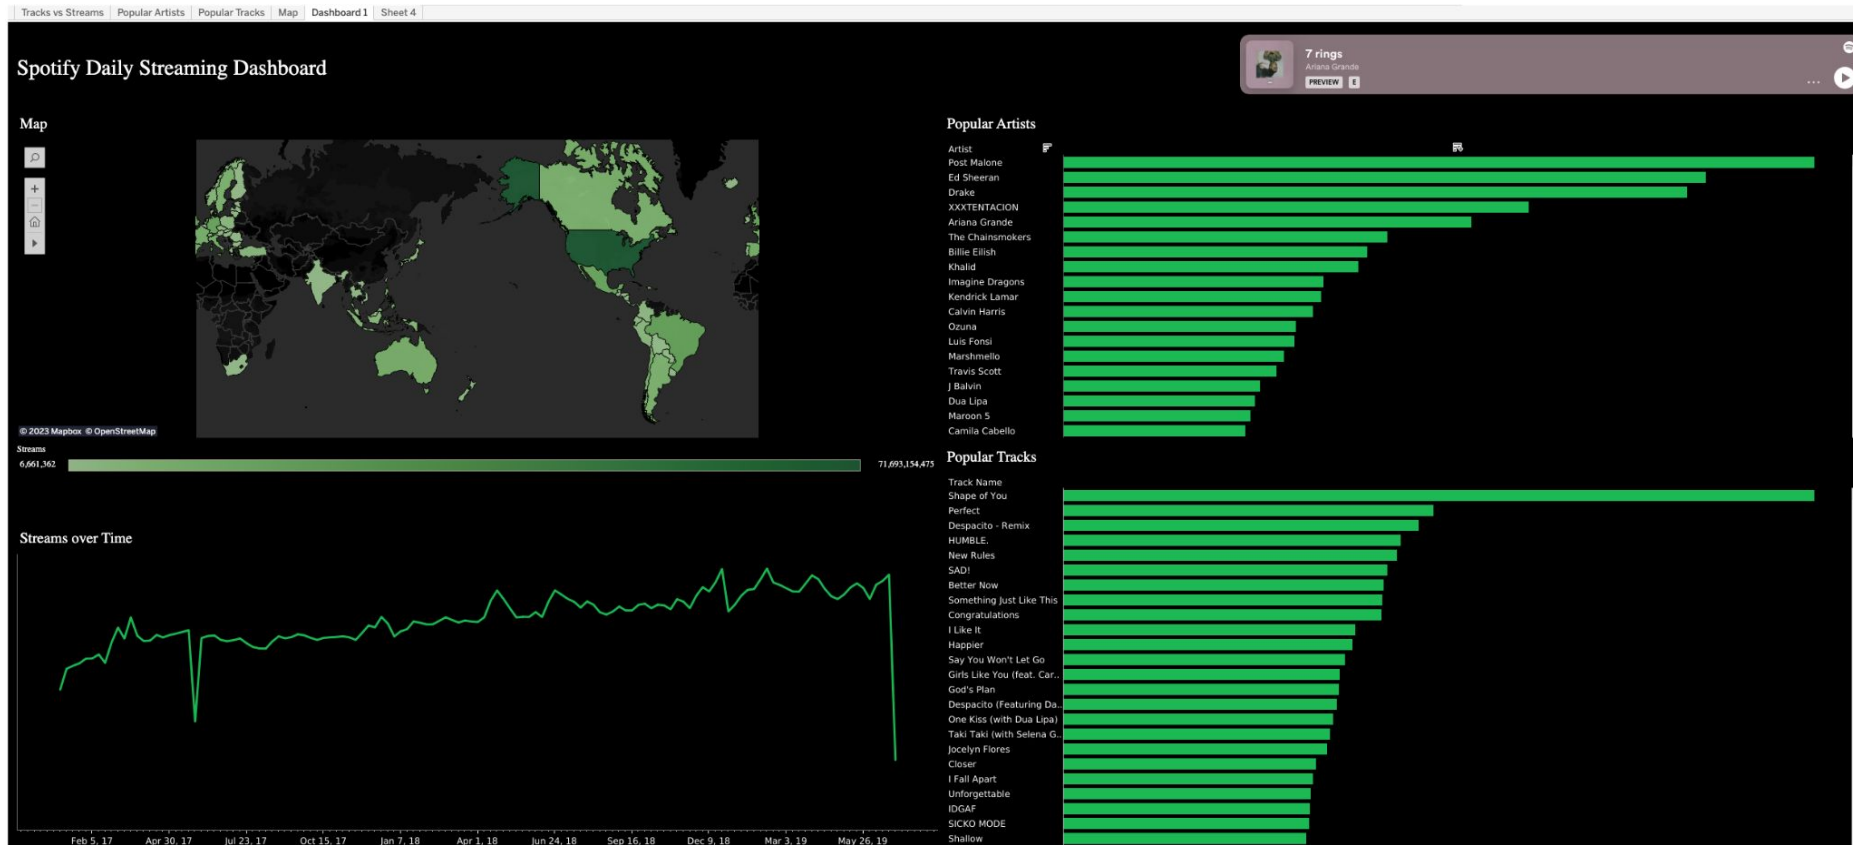 Tracks vs Streams Popular Artists Popular Tracks Map Dashboard 1 Sheet 4
Spotify Daily Streaming Dashboard
7 rings
Ariana Grande
PREVIEW E
Map
© 2023 Mapbox © OpenStreetMap
Streams
6,661,362 71,693,154,475
Streams over Time
Feb 5, 17 Apr 30, 17 Jul 23, 17 Oct 15, 17 Jan 7, 18 Apr 1, 18 Jun 24, 18 Sep 16, 18 Dec 9, 18 Mar 3, 19 May 26, 19
Popular Artists
Artist
Post Malone
Ed Sheeran
Drake
XXXTENTACION
Ariana Grande
The Chainsmokers
Billie Eilish
Khalid
Imagine Dragons
Kendrick Lamar
Calvin Harris
Ozuna
Luis Fonsi
Marshmello
Travis Scott
J Balvin
Dua Lipa
Maroon 5
Camila Cabello
Popular Tracks
Track Name
Shape of You
Perfect
Despacito - Remix
HUMBLE.
New Rules
SAD!
Better Now
Something Just Like This
Congratulations
I Like It
Happier
Say You Won't Let Go
Girls Like You (feat. Car..
God's Plan
Despacito (Featuring Da..
One Kiss (with Dua Lipa)
Taki Taki (with Selena G..
Jocelyn Flores
Closer
I Fall Apart
Unforgettable
IDGAF
SICKO MODE
Shallow